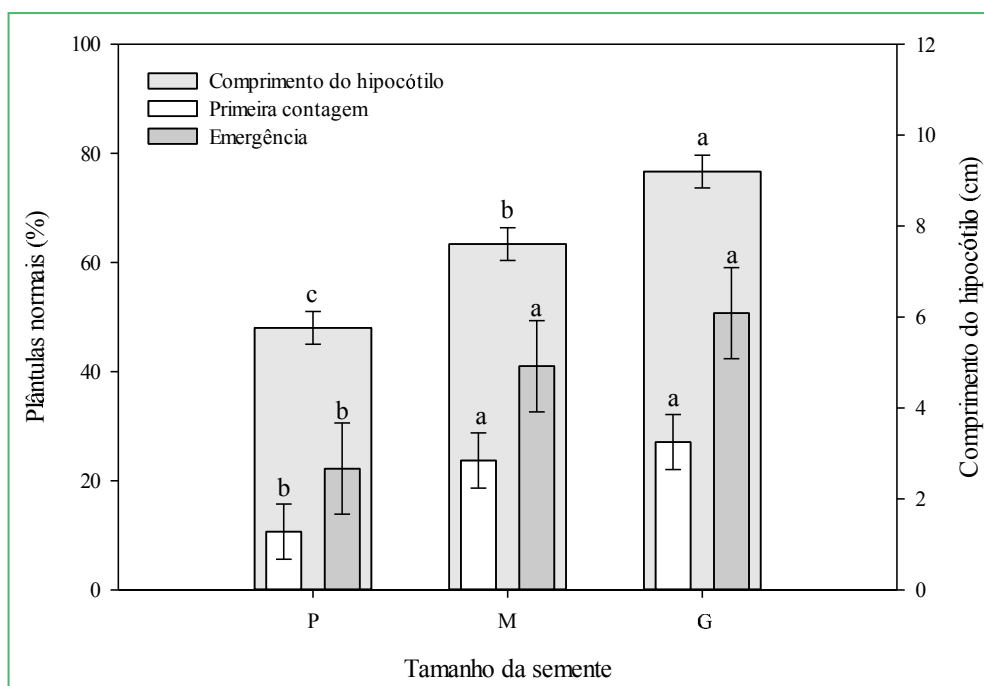 100
80
60
40
20
0
Plântulas normais (%)
Comprimento do hipocótilo
Primeira contagem
Emergência
c
b
b
b
a
a
a
a
a
12
10
8
6
4
2
0
Comprimento do hipocótilo (cm)
P M G
Tamanho da semente